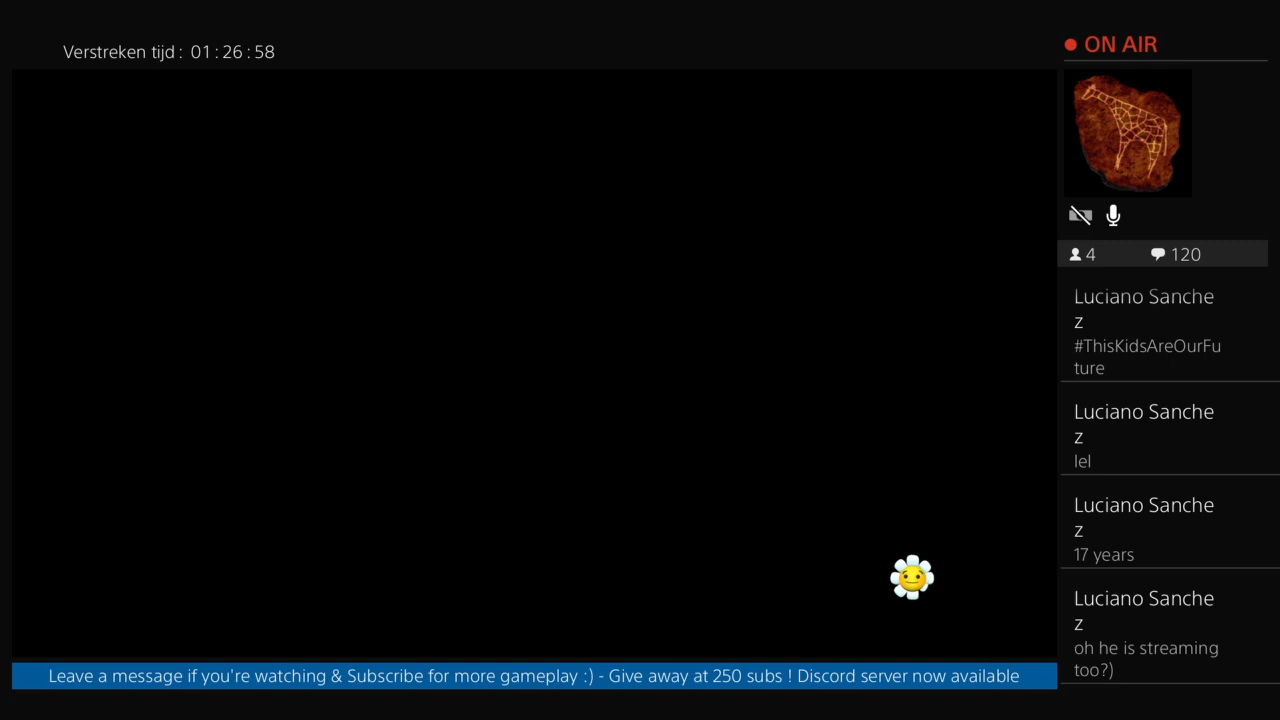 Verstreken tijd : 01 : 26 : 58
ON AIR
4 120
Luciano Sanche
z
#ThisKidsAreOurFu
ture
Luciano Sanche
z
lel
Luciano Sanche
z
17 years
Luciano Sanche
z
oh he is streaming
too?)
Leave a message if you're watching & Subscribe for more gameplay :) - Give away at 250 subs ! Discord server now available